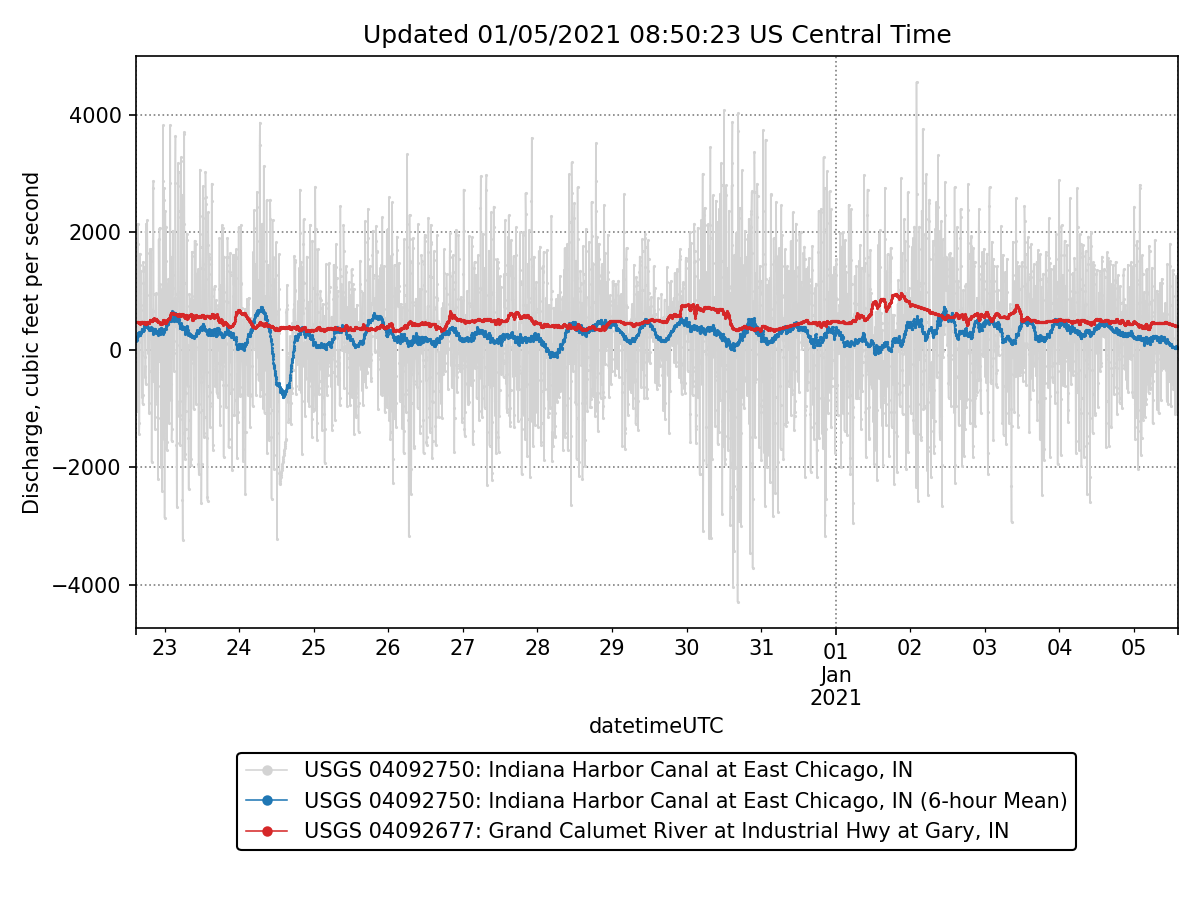 Updated 01/05/2021 08:50:23 US Central Time
Discharge, cubic feet per second
4000
2000
0
−2000
−4000
23 24 25 26 27 28 29 30 31 01 02 03 04 05
Jan
2021
datetimeUTC
USGS 04092750: Indiana Harbor Canal at East Chicago, IN
USGS 04092750: Indiana Harbor Canal at East Chicago, IN (6-hour Mean)
USGS 04092677: Grand Calumet River at Industrial Hwy at Gary, IN